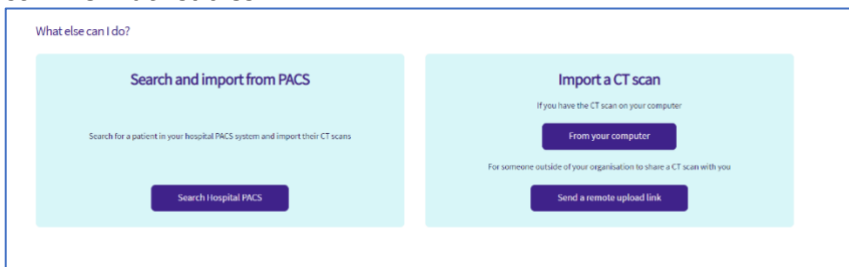 What else can I do?
Search and import from PACS
Search for a patient in your hospital PACS system and import their CT scans
Search Hospital PACS
Import a CT scan
If you have the CT scan on your computer
From your computer
For someone outside of your organisation to share a CT scan with you
Send a remote upload link